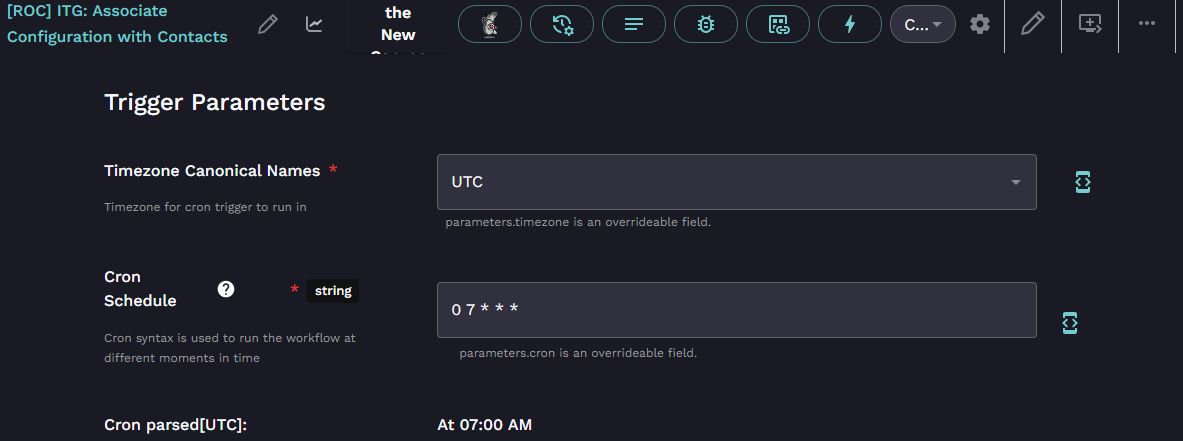 [ROC] ITG: Associate
Configuration with Contacts
the
New
C...
Trigger Parameters
Timezone Canonical Names *
UTC
Timezone for cron trigger to run in
parameters.timezone is an overrideable field.
Cron
Schedule
?
* string
0 7 * * *
Cron syntax is used to run the workflow at
different moments in time
parameters.cron is an overrideable field.
Cron parsed[UTC]:
At 07:00 AM